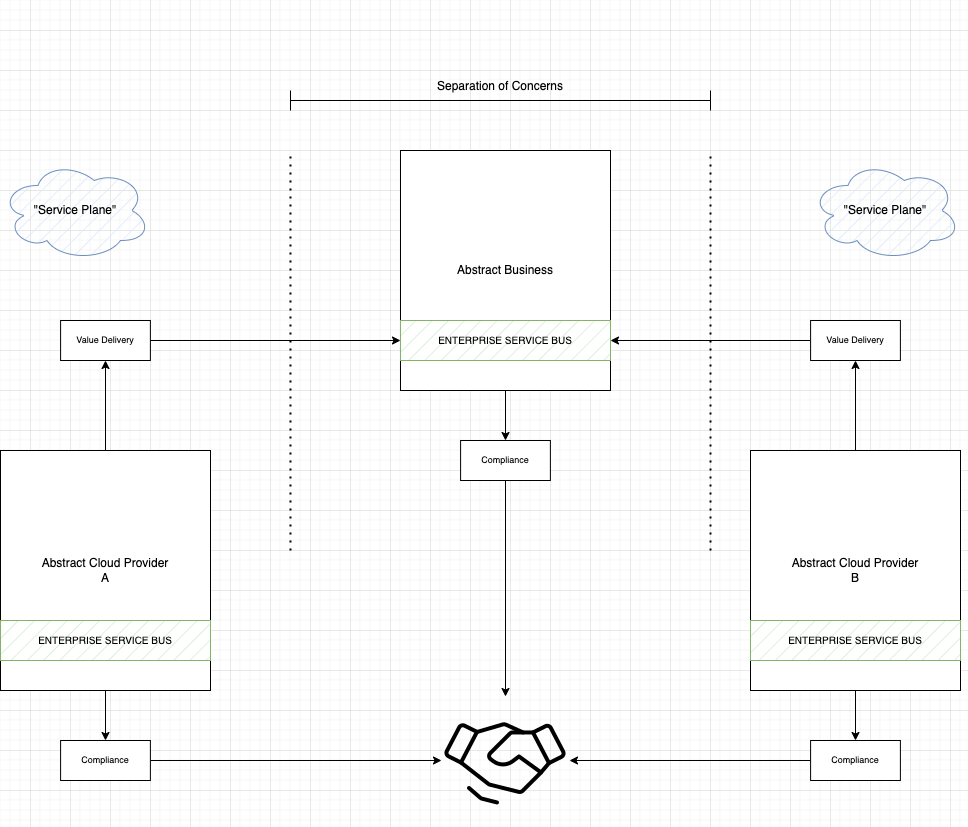 Separation of Concerns
"Service Plane"
"Service Plane"
Abstract Business
Value Delivery
ENTERPRISE SERVICE BUS
Value Delivery
Compliance
Abstract Cloud Provider
A
Abstract Cloud Provider
B
ENTERPRISE SERVICE BUS
ENTERPRISE SERVICE BUS
Compliance
Compliance